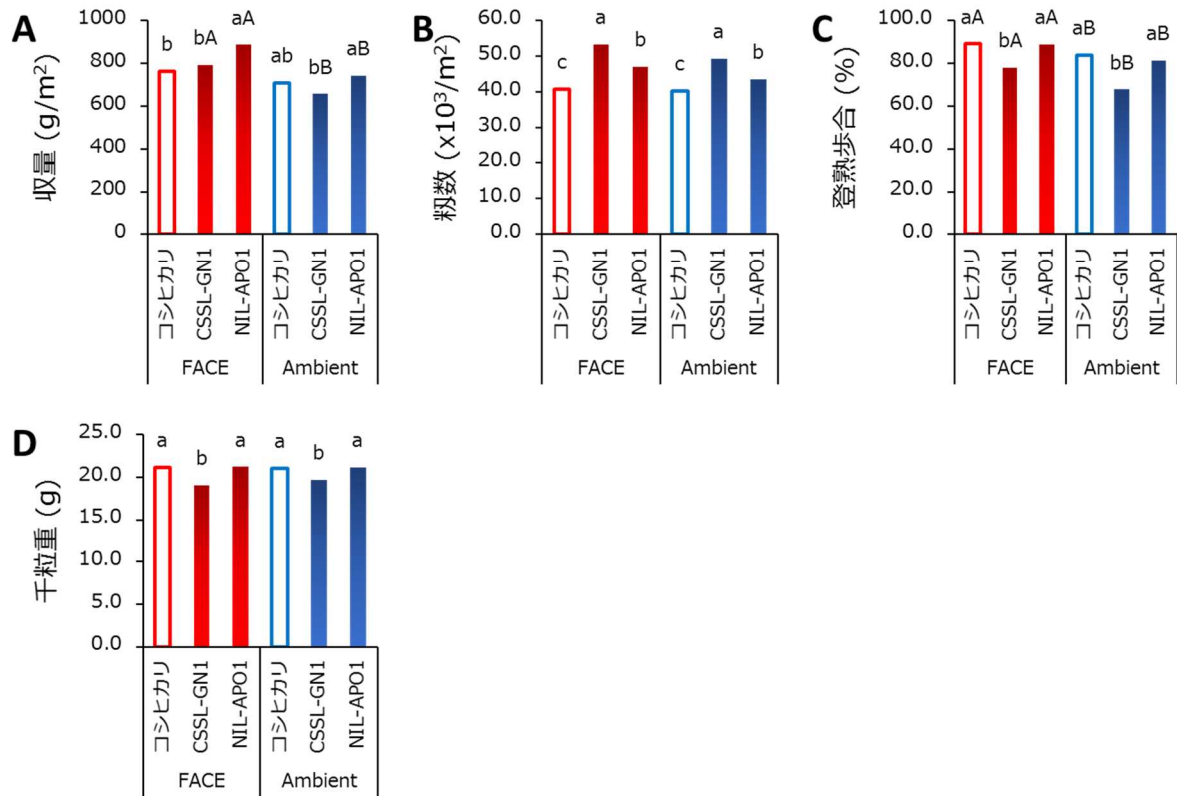 A
収量 (g/m2)
1000
800
600
400
200
0
b
bA
aA
ab
bB
aB
コシヒカリ
CSSL-GN1
NIL-APO1
コシヒカリ
CSSL-GN1
NIL-APO1
FACE
Ambient
B
籾数 (x10³/m²)
60.0
50.0
40.0
30.0
20.0
10.0
0.0
c
a
b
c
a
b
コシヒカリ
CSSL-GN1
NIL-APO1
コシヒカリ
CSSL-GN1
NIL-APO1
FACE
Ambient
C
登熟歩合 (%)
100.0
80.0
60.0
40.0
20.0
0.0
aA
bA
aA
aB
bB
aB
コシヒカリ
CSSL-GN1
NIL-APO1
コシヒカリ
CSSL-GN1
NIL-APO1
FACE
Ambient
D
千粒重 (g)
25.0
20.0
15.0
10.0
5.0
0.0
a
b
a
a
b
a
コシヒカリ
CSSL-GN1
NIL-APO1
コシヒカリ
CSSL-GN1
NIL-APO1
FACE
Ambient